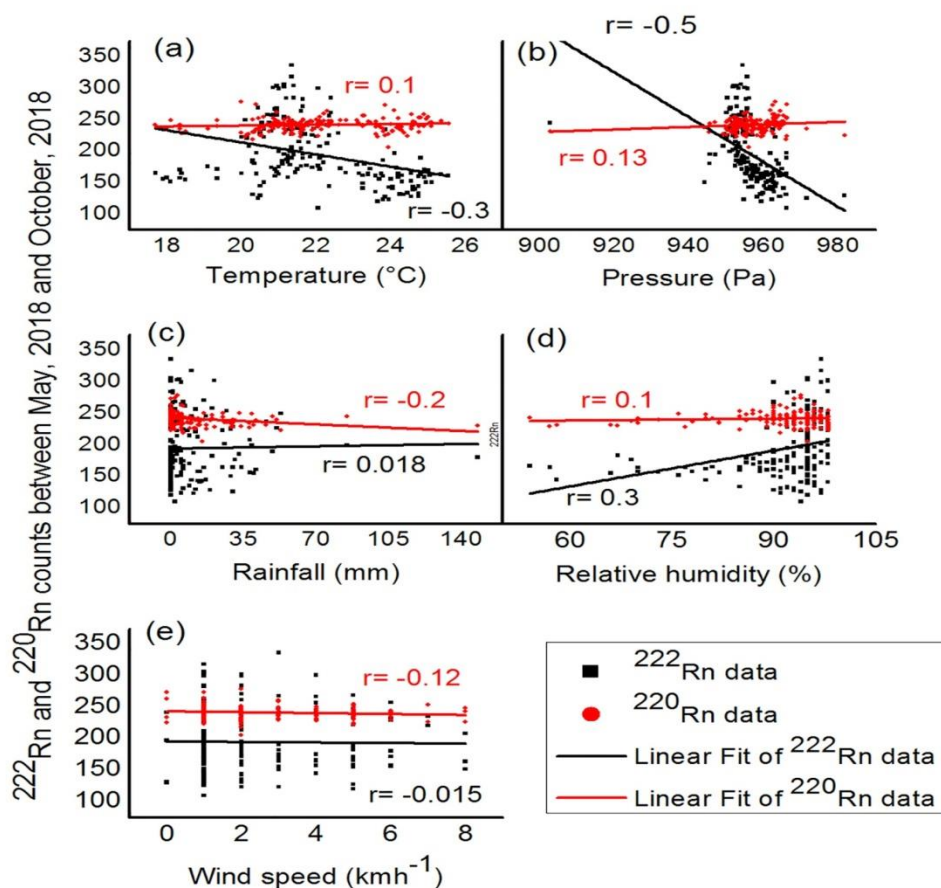 ²²²Rn and ²²⁰Rn counts between May, 2018 and October, 2018
(a)
r= 0.1
r= -0.3
350
300
250
200
150
100
18 20 22 24 26
Temperature (°C)
r= -0.5
(b)
r= 0.13
900 920 940 960 980
Pressure (Pa)
(c)
r= -0.2
r= 0.018
350
300
250
200
150
100
0 35 70 105 140
Rainfall (mm)
222Rn
(d)
r= 0.1
r= 0.3
60 75 90 105
Relative humidity (%)
(e)
r= -0.12
r= -0.015
350
300
250
200
150
100
0 2 4 6 8
Wind speed (kmh⁻¹)
²²²Rn data
²²⁰Rn data
Linear Fit of ²²²Rn data
Linear Fit of ²²⁰Rn data